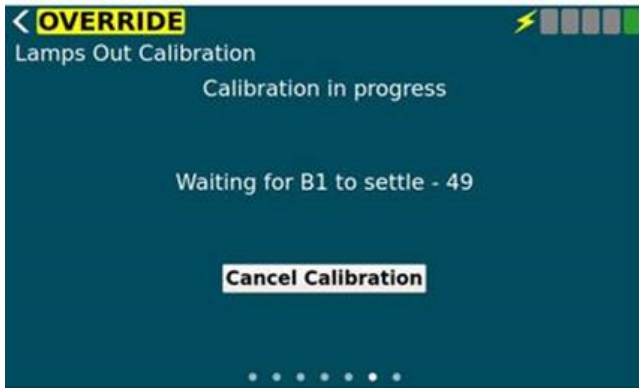 OVERRIDE
Lamps Out Calibration
Calibration in progress
Waiting for B1 to settle - 49
Cancel Calibration